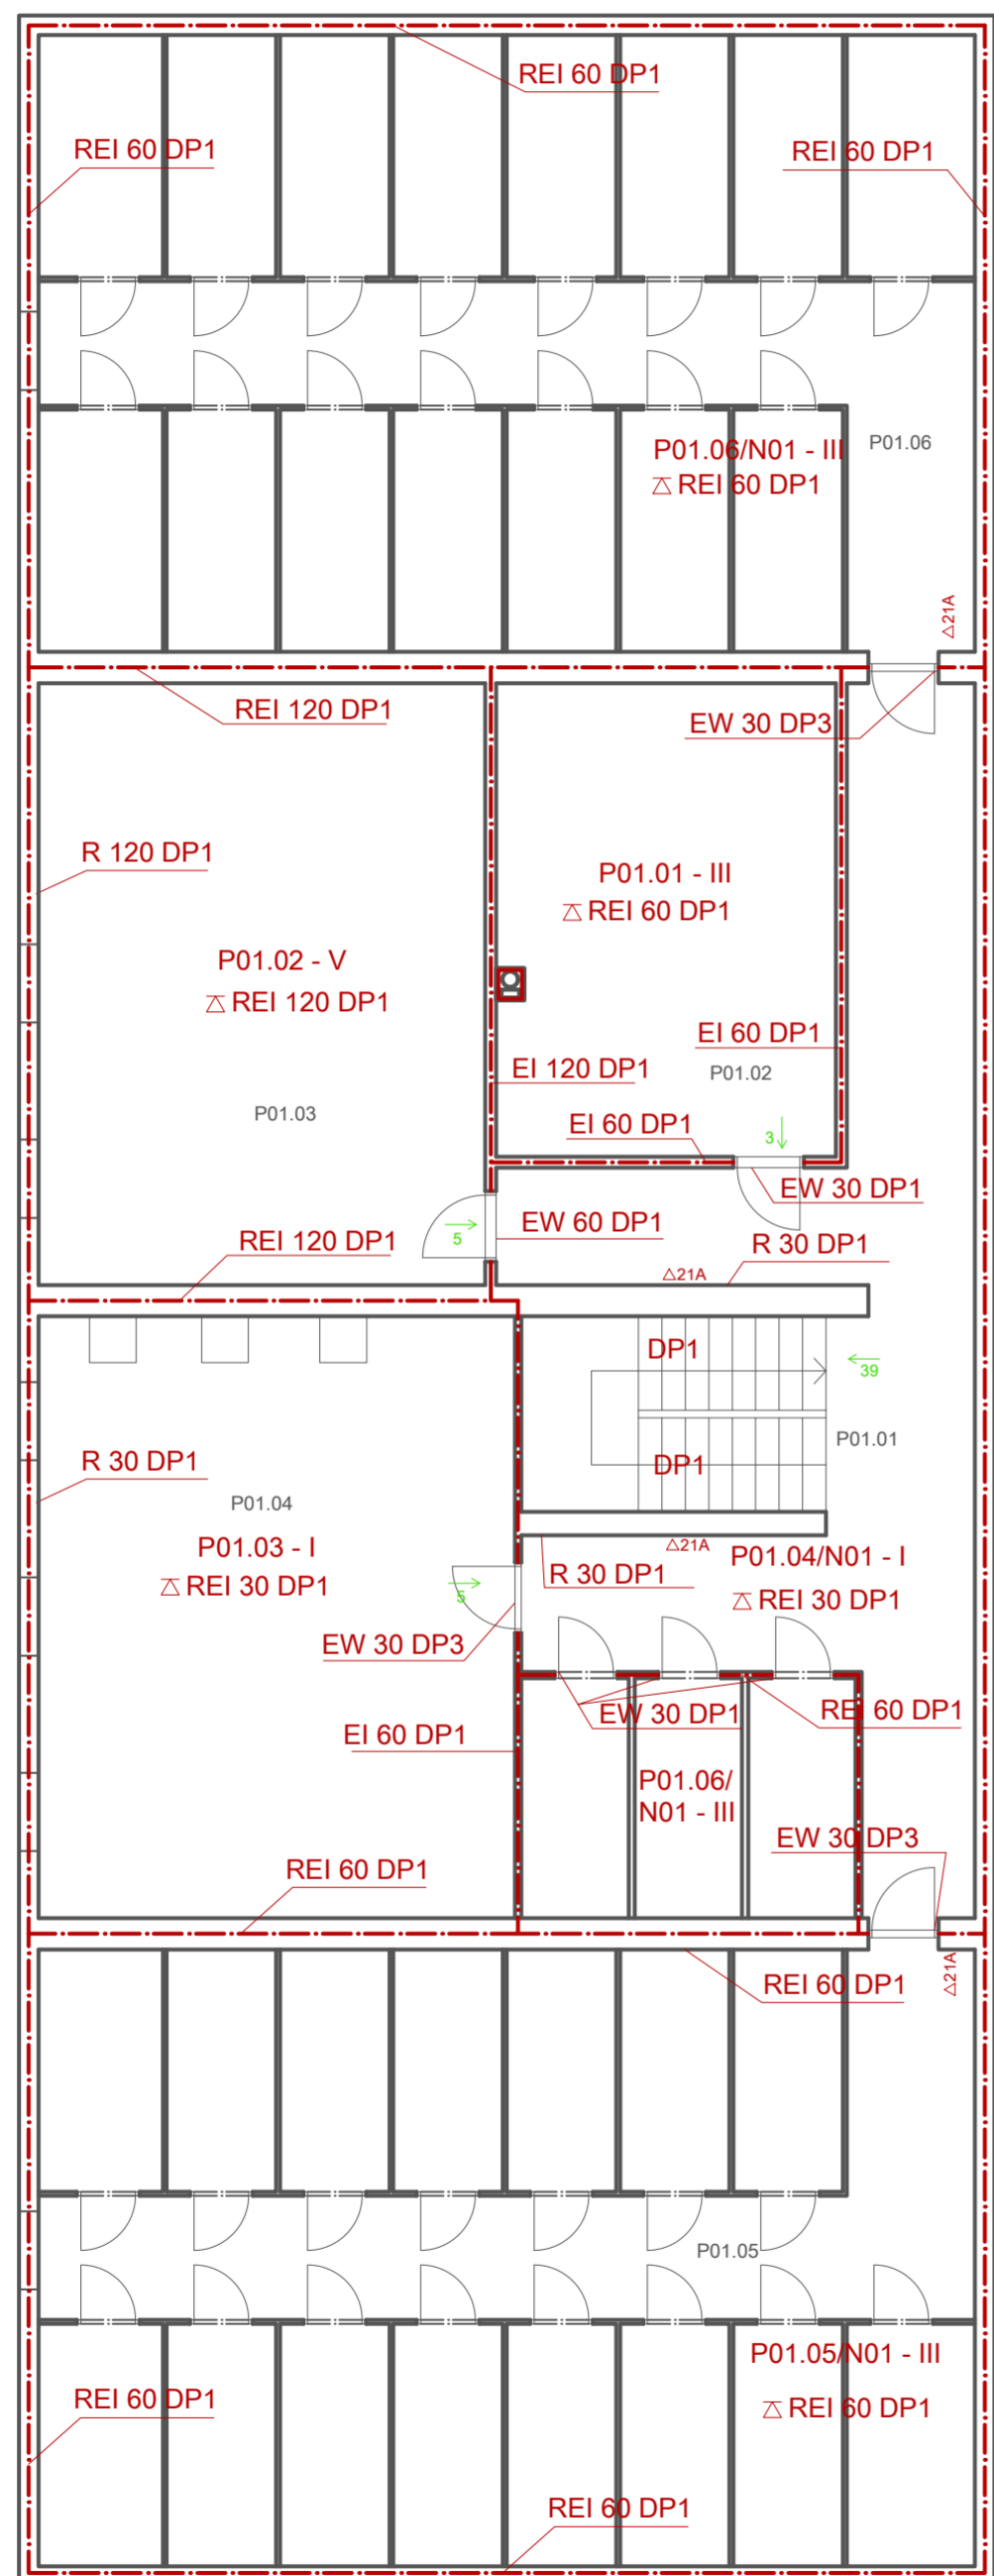 REI 60 DP1
REI 60 DP1
REI 60 DP1
P01.06/N01 - III
REI 60 DP1
P01.06
△21A
REI 120 DP1
EW 30 DP3
R 120 DP1
P01.01 - III
REI 60 DP1
P01.02 - V
REI 120 DP1
EI 60 DP1
EI 120 DP1
P01.02
P01.03
EI 60 DP1
3
EW 30 DP1
EW 60 DP1
5
REI 120 DP1
R 30 DP1
△21A
DP1
39
P01.01
DP1
R 30 DP1
P01.04
P01.03 - I
REI 30 DP1
△21A
P01.04/N01 - I
R 30 DP1
REI 30 DP1
5
EW 30 DP3
EW 30 DP1
REI 60 DP1
EI 60 DP1
P01.06/
N01 - III
EW 30 DP3
REI 60 DP1
REI 60 DP1
△21A
P01.05
P01.05/N01 - III
REI 60 DP1
REI 60 DP1
REI 60 DP1